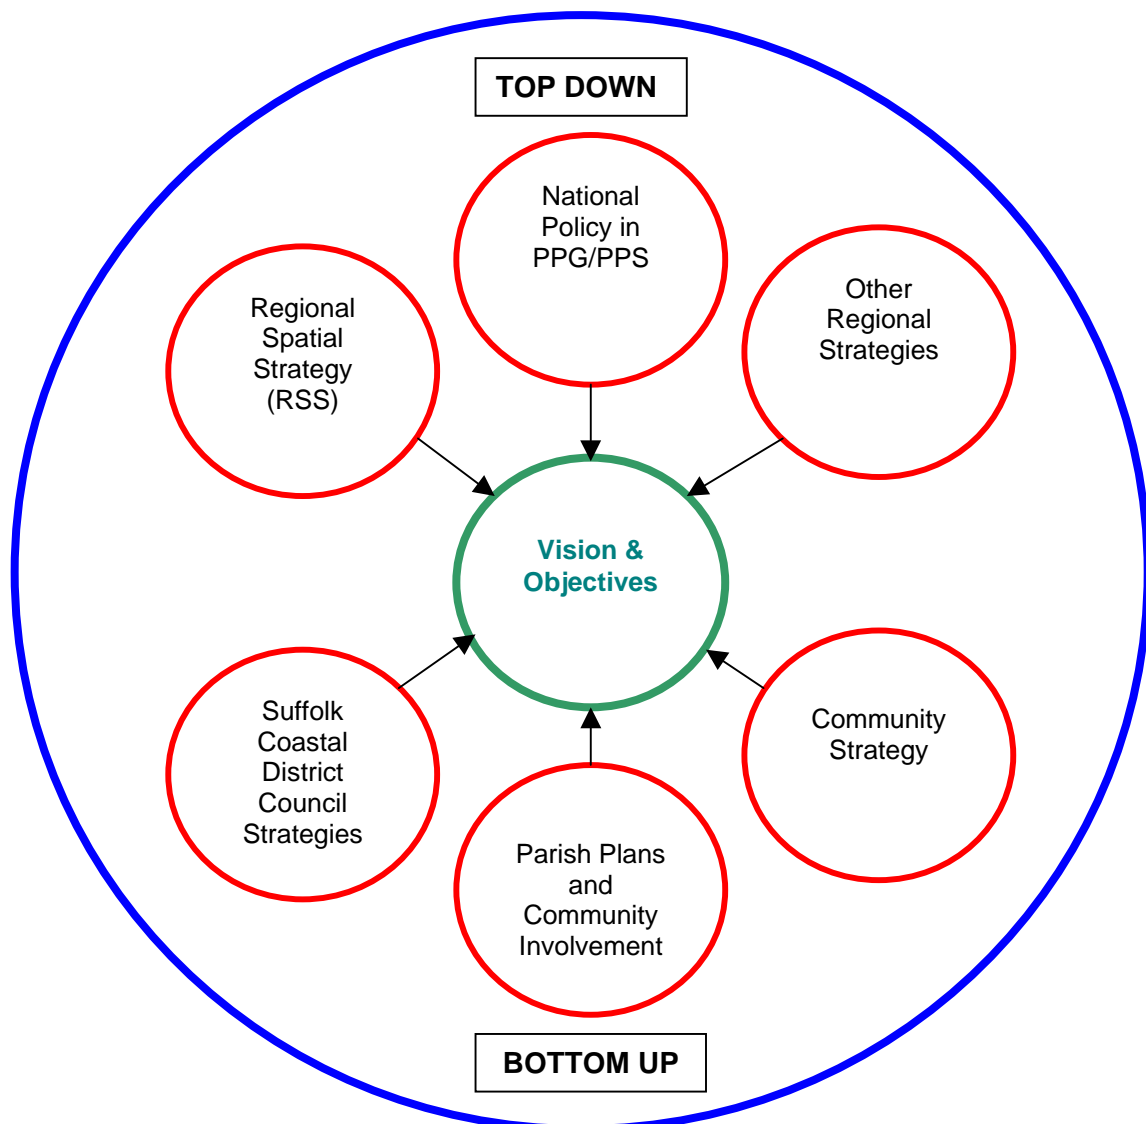 TOP DOWN
National
Policy in
PPG/PPS
Regional
Spatial
Strategy
(RSS)
Other
Regional
Strategies
Vision &
Objectives
Suffolk
Coastal
District
Council
Strategies
Community
Strategy
Parish Plans
and
Community
Involvement
BOTTOM UP